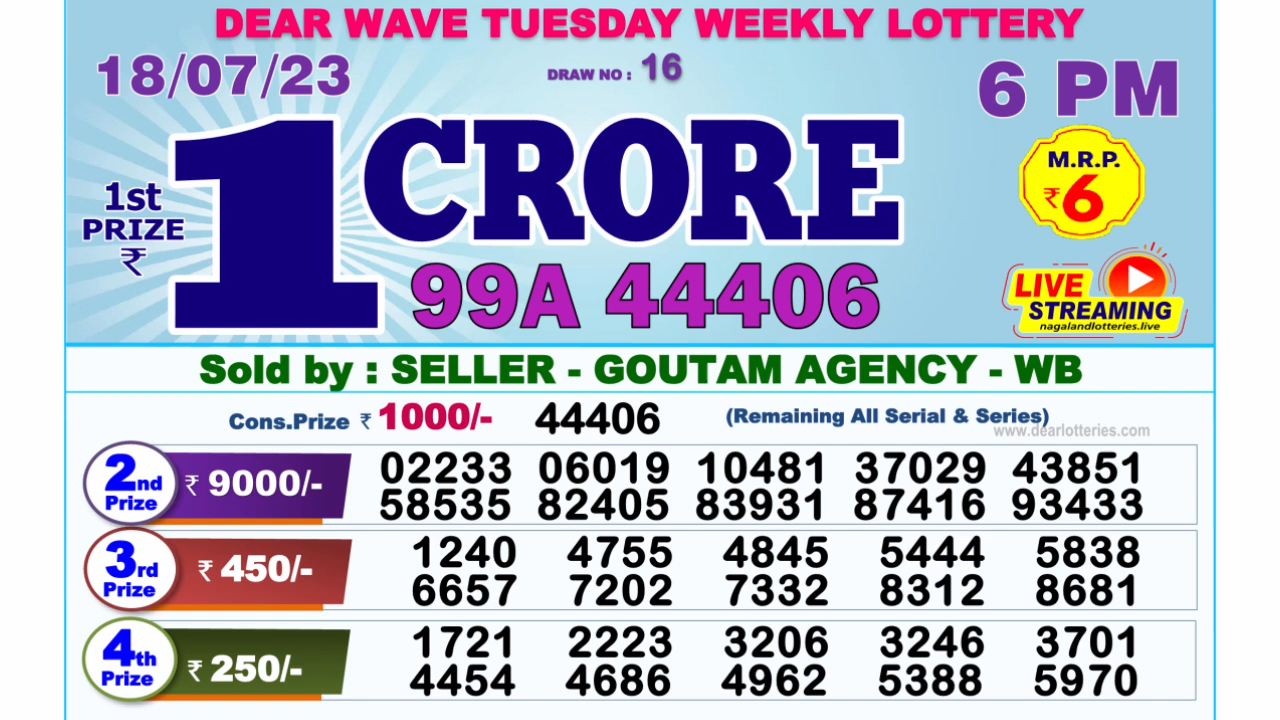 DEAR WAVE TUESDAY WEEKLY LOTTERY
18/07/23
DRAW NO : 16
6 PM
1st
PRIZE
₹
1 CRORE
99A 44406
M.R.P.
₹6
LIVE
STREAMING
nagalandlotteries.live
Sold by : SELLER - GOUTAM AGENCY - WB
Cons.Prize ₹ 1000/- 44406 (Remaining All Serial & Series)
www.dearlotteries.com
2nd
Prize
₹ 9000/-
02233 06019 10481 37029 43851
58535 82405 83931 87416 93433
3rd
Prize
₹ 450/-
1240 4755 4845 5444 5838
6657 7202 7332 8312 8681
4th
Prize
₹ 250/-
1721 2223 3206 3246 3701
4454 4686 4962 5388 5970